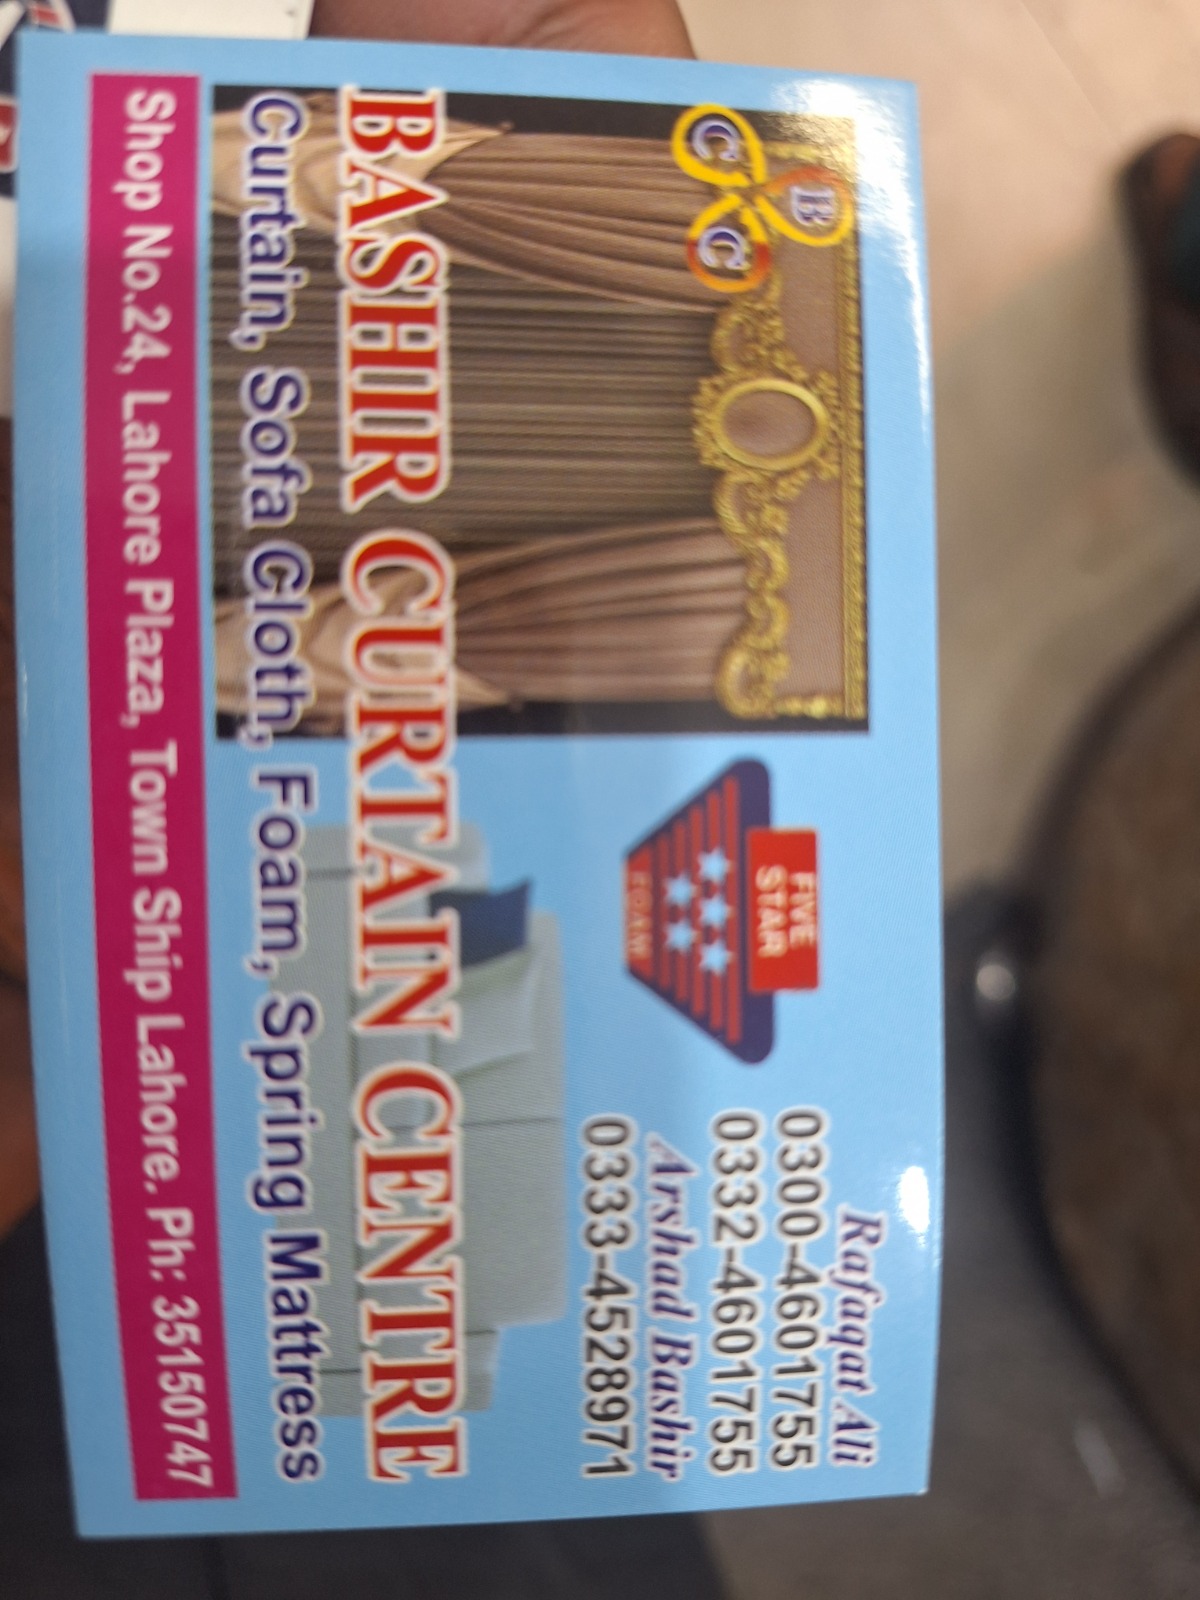 C B C
FIVE
STAR
FOAM
Rafaqat Ali
0300-4601755
0332-4601755
Arshad Bashir
0333-4528971
BASHIR CURTAIN CENTRE
Curtain, Sofa Cloth, Foam, Spring Mattress
Shop No.24, Lahore Plaza, Town Ship Lahore. Ph: 35150747